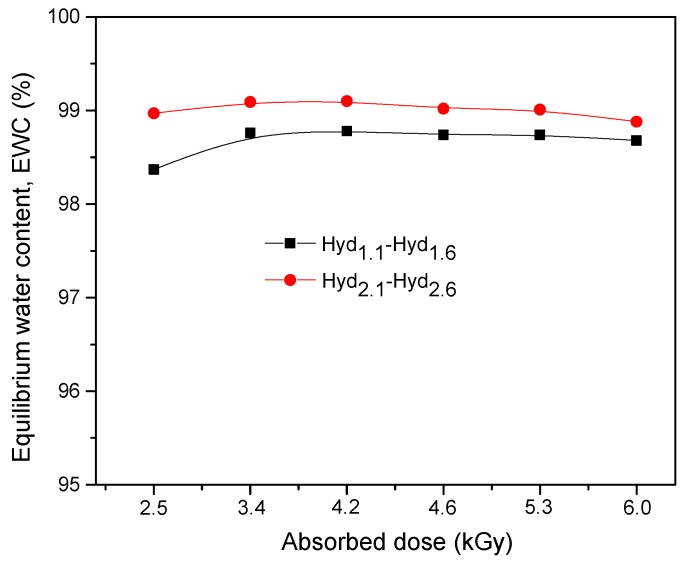 100
99
98
97
96
95
Equilibrium water content, EWC (%)
Hyd1.1-Hyd1.6
Hyd2.1-Hyd2.6
2.5 3.4 4.2 4.6 5.3 6.0
Absorbed dose (kGy)